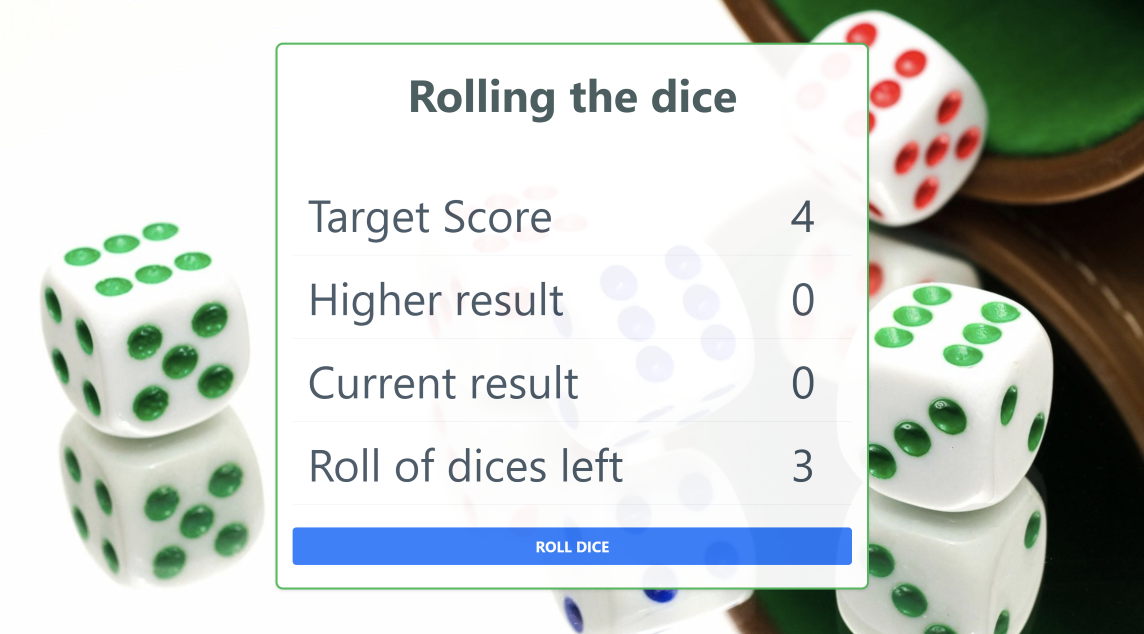 Rolling the dice
Target Score 4
Higher result 0
Current result 0
Roll of dices left 3
ROLL DICE